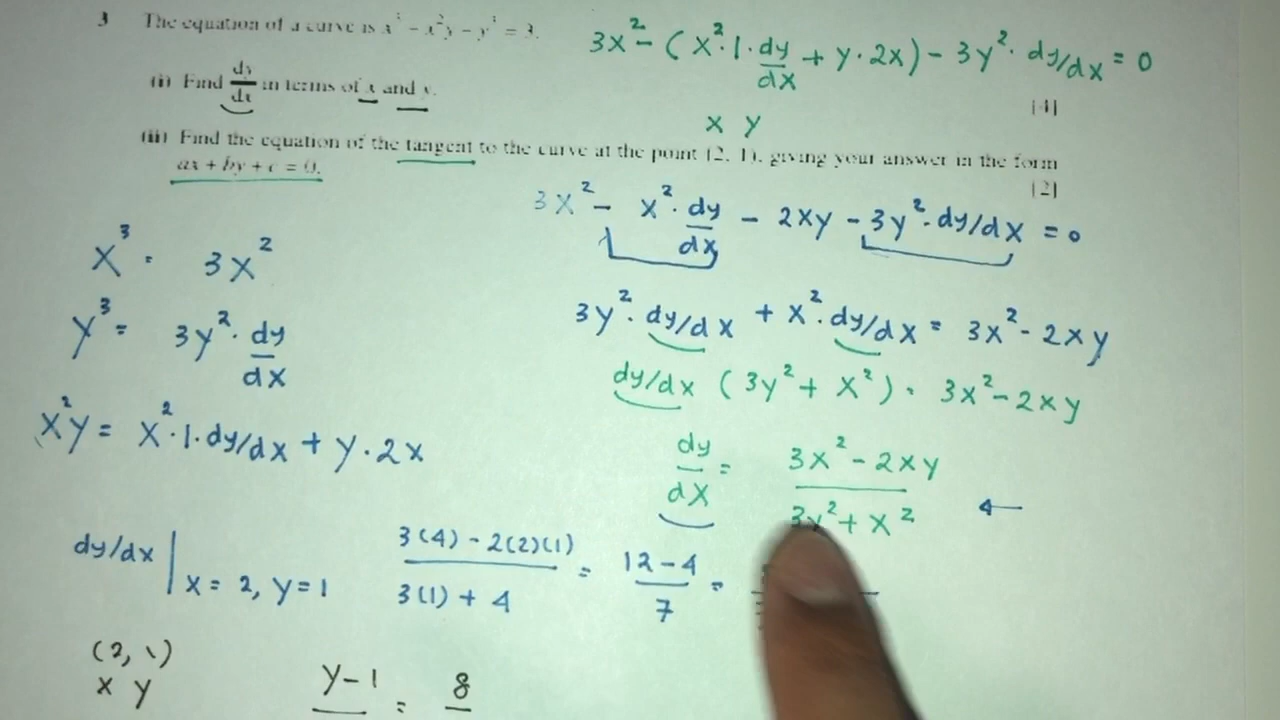 3 The equation of a curve is x³ − x²y − y³ = 3.
3x² − (x²·1·dy/dx + y·2x) − 3y²·dy/dx = 0
(i) Find dy/dx in terms of x and y. [4]
x y
(ii) Find the equation of the tangent to the curve at the point (2, 1), giving your answer in the form
ax + by + c = 0. [2]
3x² − x²·dy/dx − 2xy − 3y²·dy/dx = 0
x³ = 3x²
3y²·dy/dx + x²·dy/dx = 3x² − 2xy
y³ = 3y²·dy/dx
dy/dx (3y² + x²) = 3x² − 2xy
x²y = x²·1·dy/dx + y·2x
dy/dx = (3x² − 2xy)/(3y² + x²) ←
dy/dx | x = 2, y = 1 (3(4) − 2(2)(1))/(3(1) + 4) = (12 − 4)/7 =
(2, 1) y − 1 = 8
x y